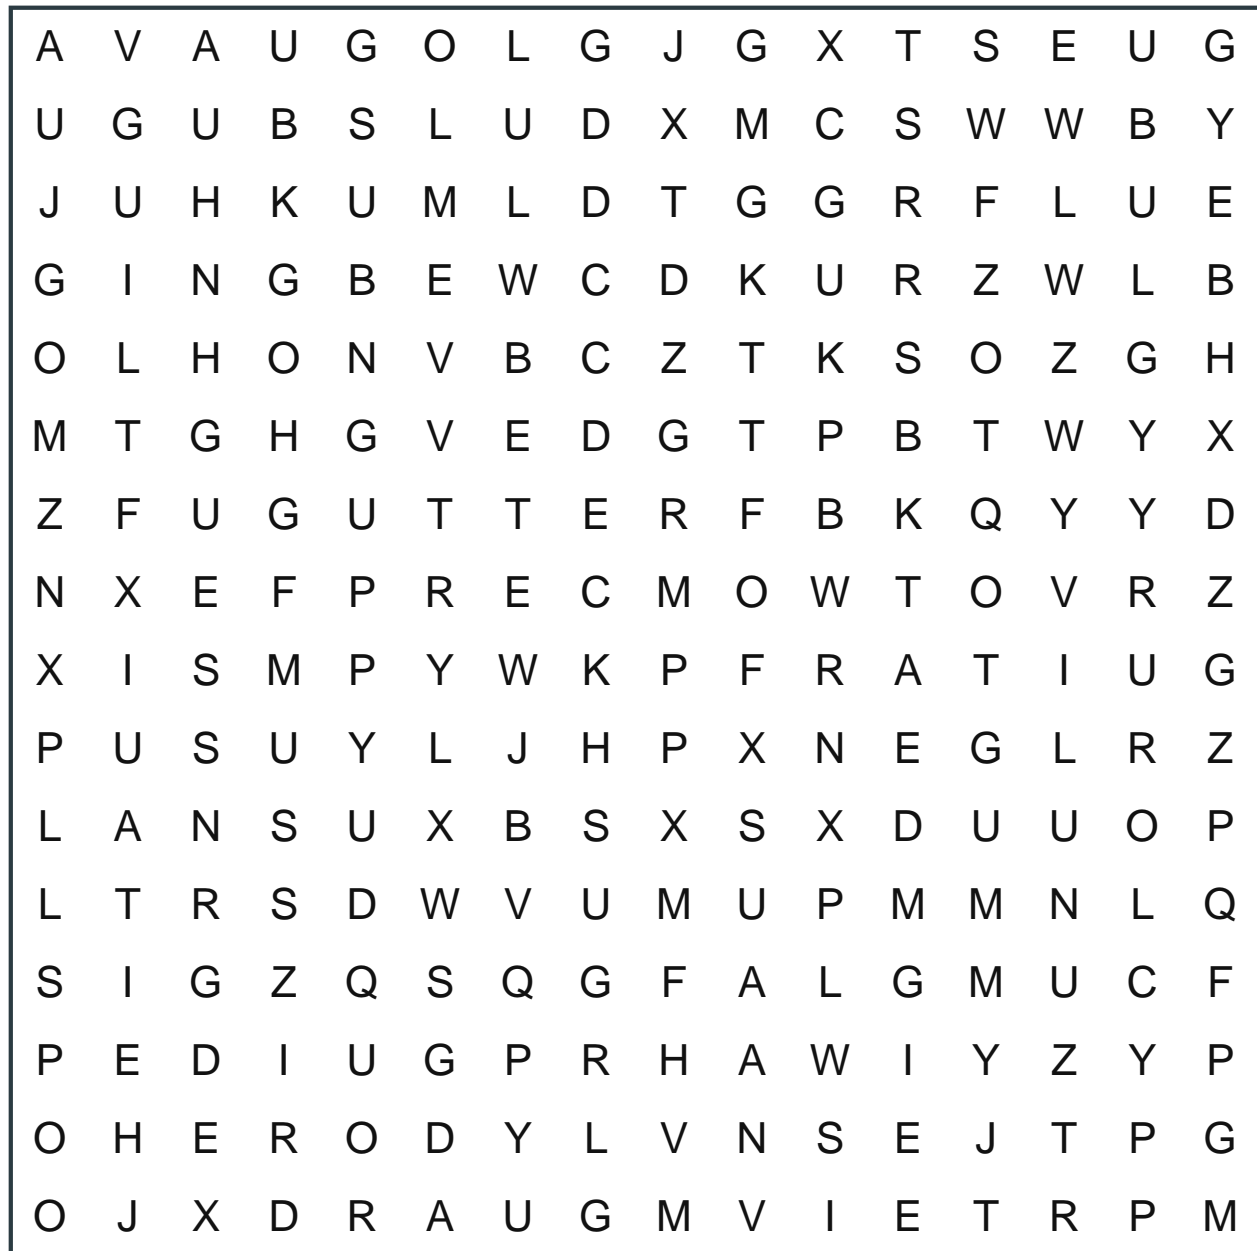 A V A U G O L G J G X T S E U G
U G U B S L U D X M C S W W B Y
J U H K U M L D T G G R F L U E
G I N G B E W C D K U R Z W L B
O L H O N V B C Z T K S O Z G H
M T G H G V E D G T P B T W Y X
Z F U G U T T E R F B K Q Y Y D
N X E F P R E C M O W T O V R Z
X I S M P Y W K P F R A T I U G
P U S U Y L J H P X N E G L R Z
L A N S U X B S X S X D U U O P
L T R S D W V U M U P M M N L Q
S I G Z Q S Q G F A L G M U C F
P E D I U G P R H A W I Y Z Y P
O H E R O D Y L V N S E J T P G
O J X D R A U G M V I E T R P M